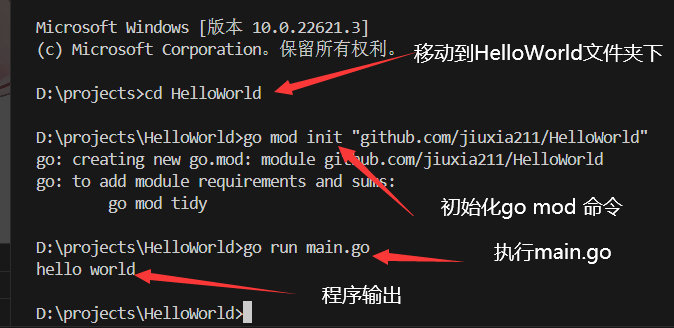 Microsoft Windows [版本 10.0.22621.3]
(c) Microsoft Corporation。保留所有权利。
移动到HelloWorld文件夹下
D:\projects>cd HelloWorld
D:\projects\HelloWorld>go mod init "github.com/jiuxia211/HelloWorld"
go: creating new go.mod: module github.com/jiuxia211/HelloWorld
go: to add module requirements and sums:
go mod tidy
初始化go mod 命令
D:\projects\HelloWorld>go run main.go
执行main.go
hello world
程序输出
D:\projects\HelloWorld>